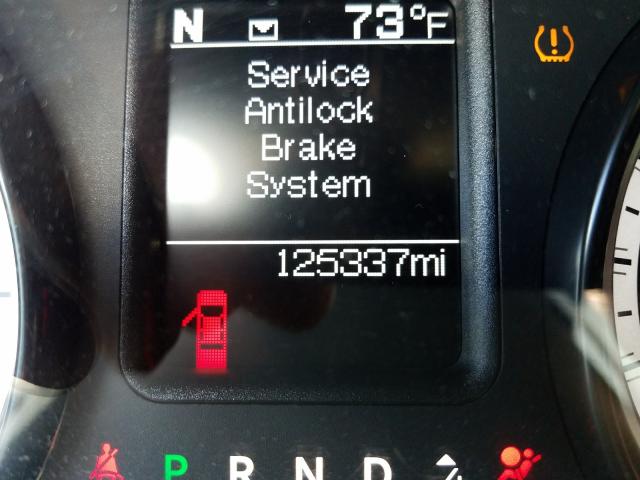 N 73°F
Service
Antilock
Brake
System
125337mi
P R N D